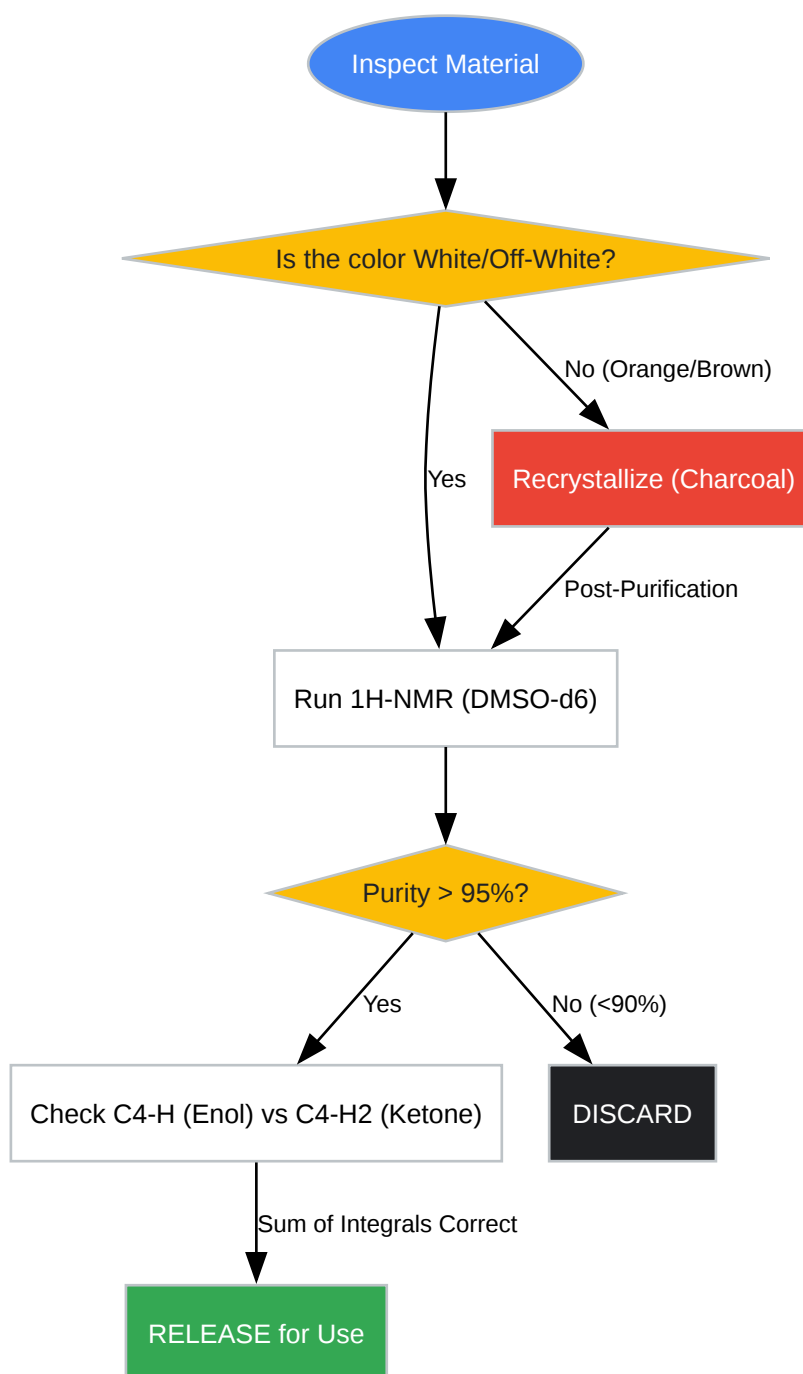 Inspect Material
Is the color White/Off-White?
No (Orange/Brown)
Yes
Recrystallize (Charcoal)
Post-Purification
Run 1H-NMR (DMSO-d6)
Purity > 95%?
Yes
No (<90%)
Check C4-H (Enol) vs C4-H2 (Ketone)
DISCARD
Sum of Integrals Correct
RELEASE for Use